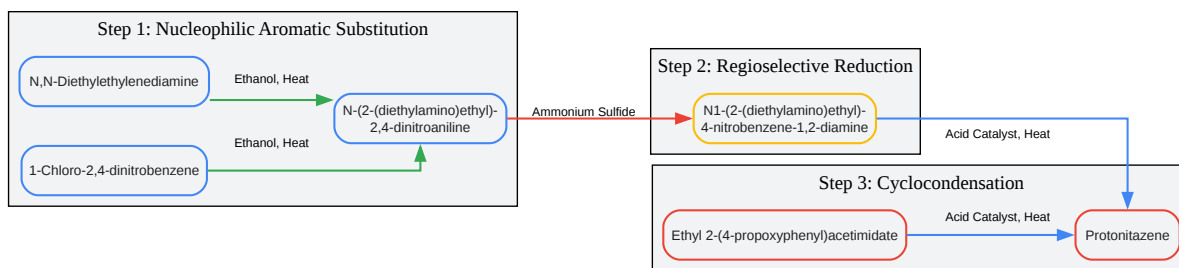 Step 1: Nucleophilic Aromatic Substitution
N,N-Diethylethylenediamine
Ethanol, Heat
N-(2-(diethylamino)ethyl)-
2,4-dinitroaniline
Ethanol, Heat
1-Chloro-2,4-dinitrobenzene
Ammonium Sulfide
Step 2: Regioselective Reduction
N1-(2-(diethylamino)ethyl)-
4-nitrobenzene-1,2-diamine
Acid Catalyst, Heat
Step 3: Cyclocondensation
Ethyl 2-(4-propoxyphenyl)acetimidate
Acid Catalyst, Heat
Protonitazene